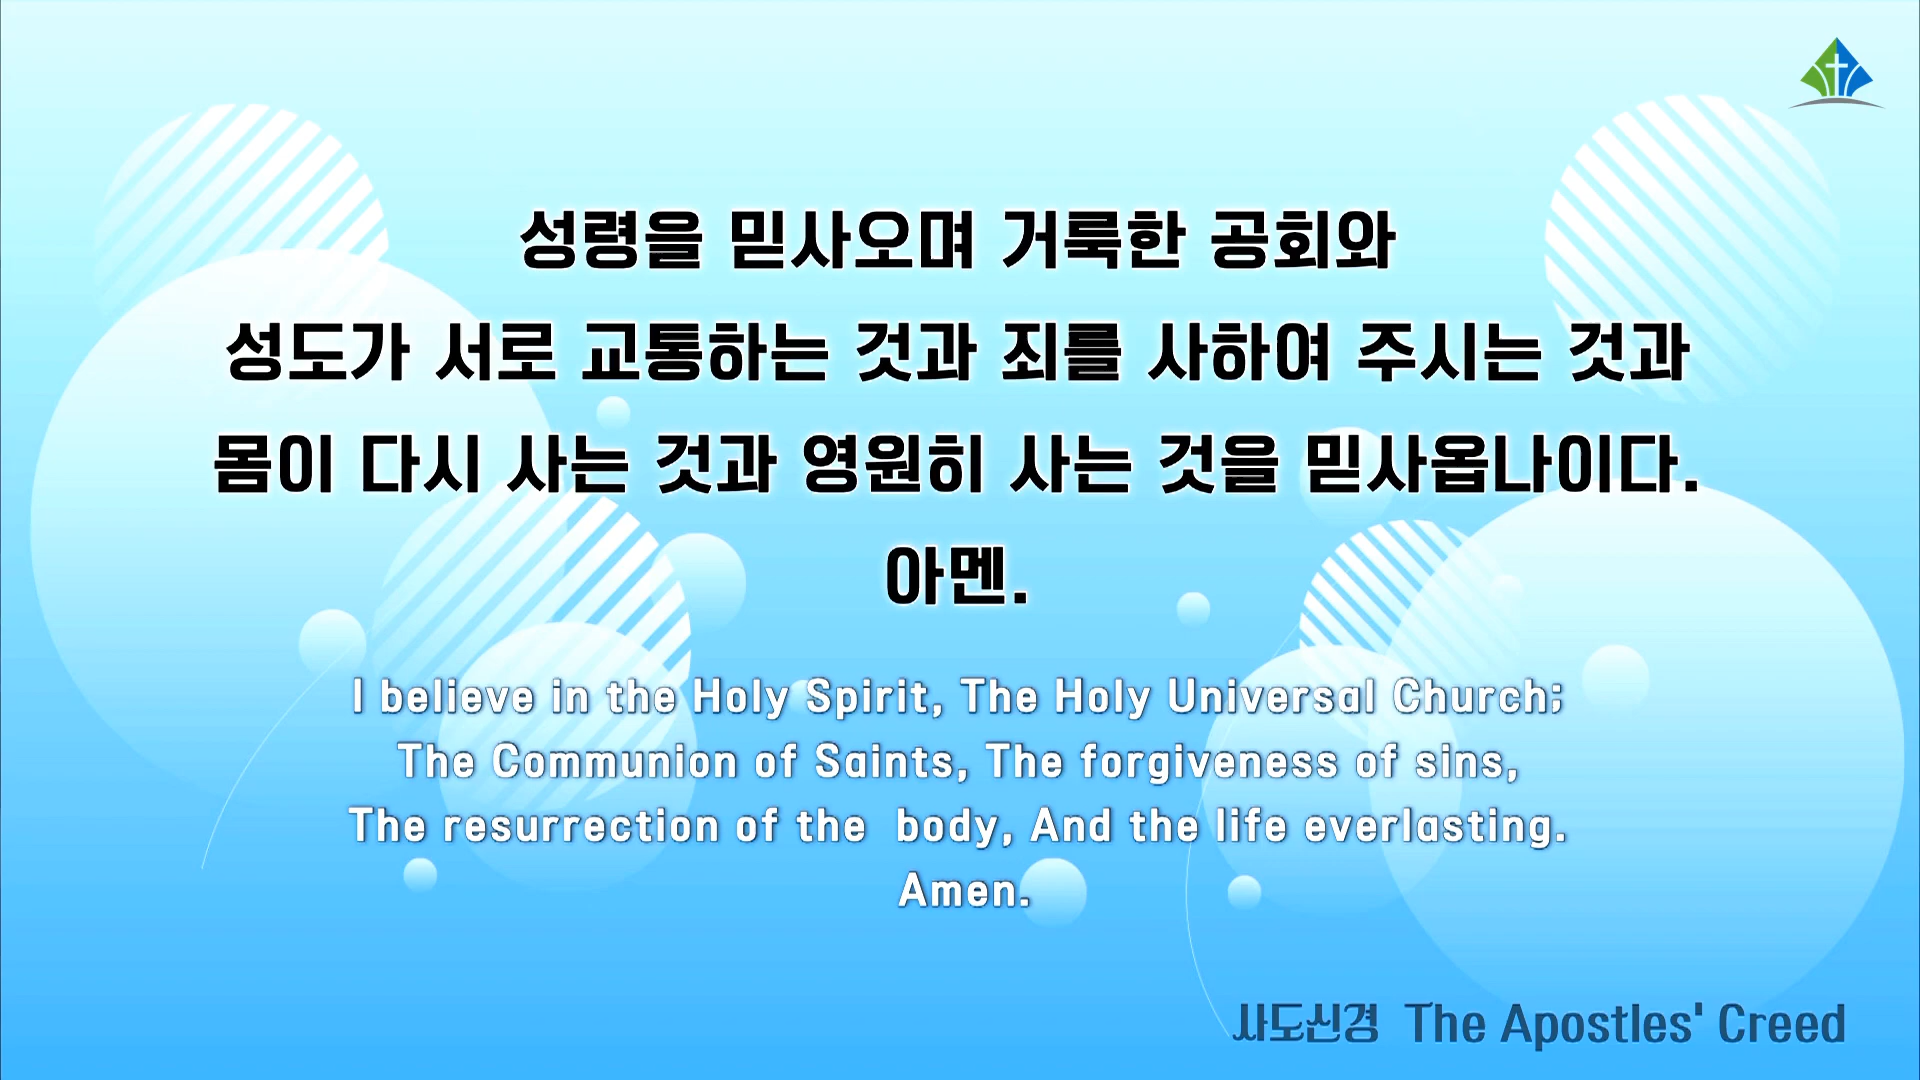 성령을 믿사오며 거룩한 공회와
성도가 서로 교통하는 것과 죄를 사하여 주시는 것과
몸이 다시 사는 것과 영원히 사는 것을 믿사옵나이다.
아멘.
I believe in the Holy Spirit, The Holy Universal Church;
The Communion of Saints, The forgiveness of sins,
The resurrection of the  body, And the life everlasting.
Amen.
사도신경 The Apostles' Creed